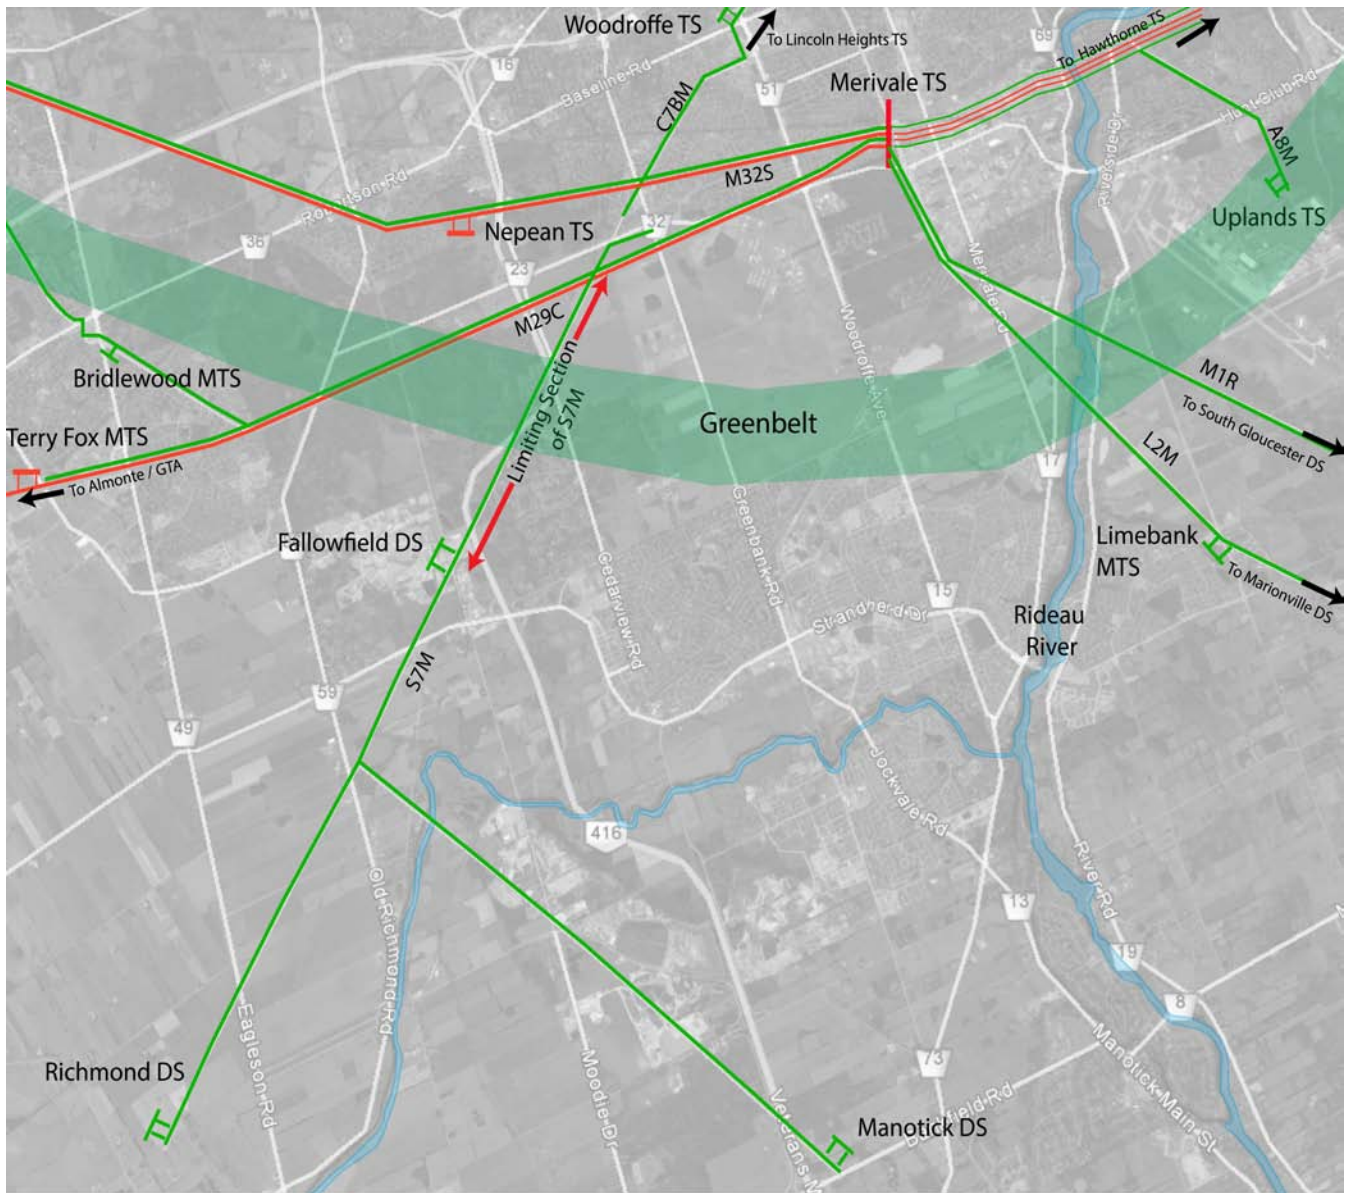 Woodroffe TS
To Lincoln Heights TS
69
To Hawthorne TS
16
Baseline Rd
51
Merivale TS
C7BM
Hunt Club Rd
Riverside Dr
A8M
Robertson Rd
M32S
Uplands TS
32
Nepean TS
36
23
Merivale Rd
M29C
Woodroffe Ave
Bridlewood MTS
Limiting Section
of S7M
Greenbelt
M1R
To South Gloucester DS
Terry Fox MTS
To Almonte / GTA
L2M
17
Greenbank Rd
Fallowfield DS
Limebank
MTS
Cedarview Rd
To Marionville DS
15
Strandherd Dr
Rideau
River
S7M
59
49
Jockvale Rd
416
River Rd
Old Richmond Rd
13
19
8
Eagleson Rd
Richmond DS
Moodie Dr
73
Manotick Main St
Veterans M
Manotick DS